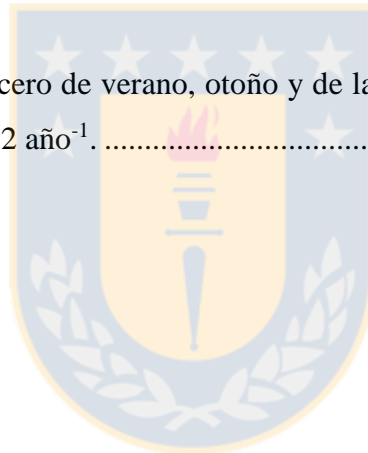 cero de verano, otoño y de la
2 año⁻¹. ................................